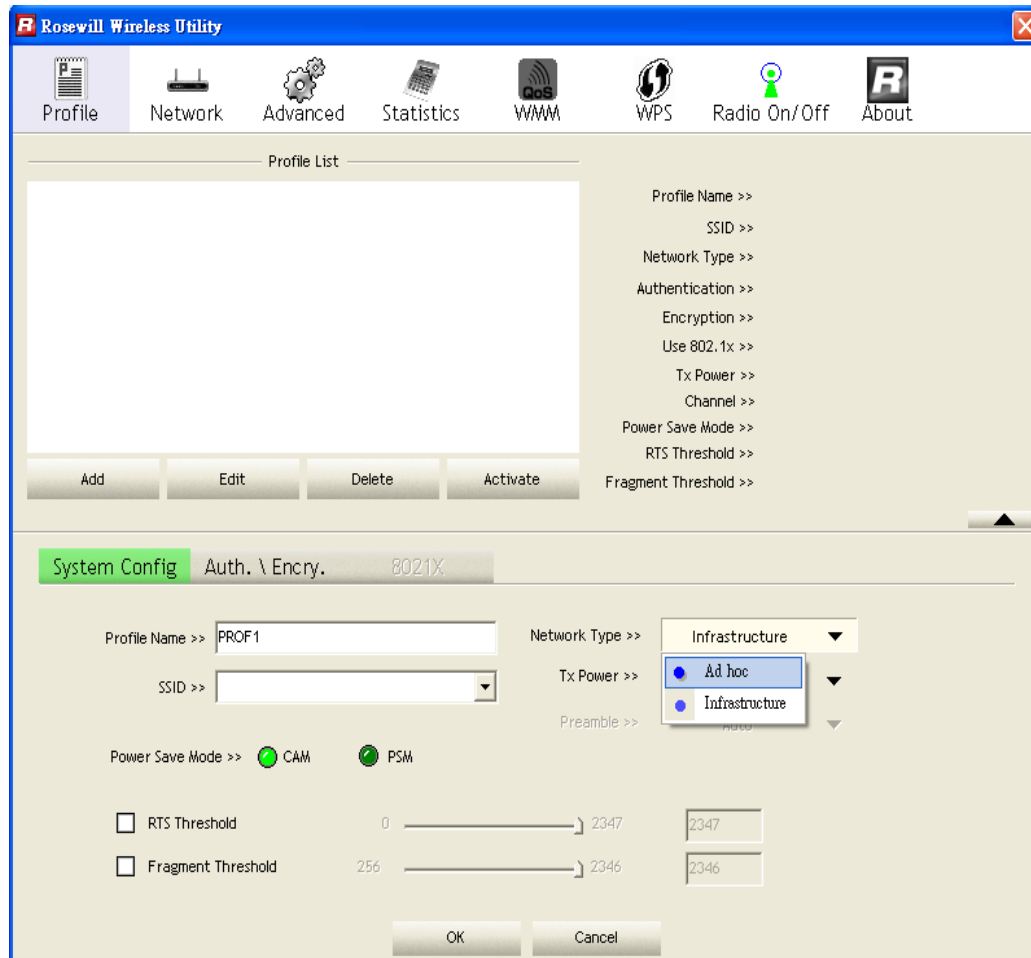 R Rosewill Wireless Utility
Profile Network Advanced Statistics WMM WPS Radio On/Off About
QoS
Profile List
Profile Name >>
SSID >>
Network Type >>
Authentication >>
Encryption >>
Use 802.1x >>
Tx Power >>
Channel >>
Power Save Mode >>
RTS Threshold >>
Fragment Threshold >>
Add Edit Delete Activate
System Config Auth. \ Encry. 8021X
Profile Name >> PROF1 Network Type >> Infrastructure
SSID >> Tx Power >> Ad hoc
Infrastructure
Preamble >> Auto
Power Save Mode >> CAM PSM
RTS Threshold 0 2347 2347
Fragment Threshold 256 2346 2346
OK Cancel